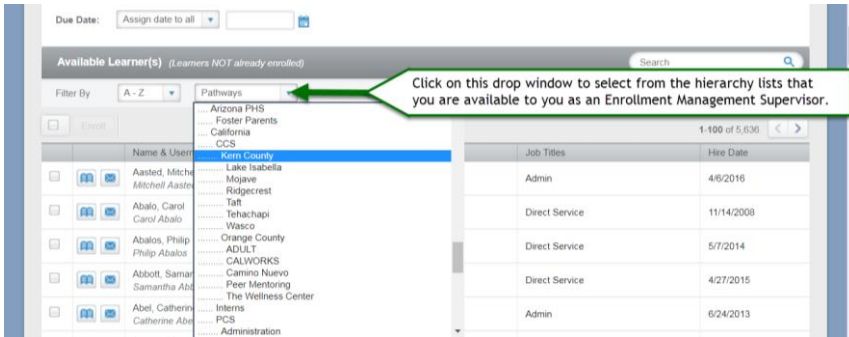 Due Date: Assign date to all
Available Learner(s) (Learners NOT already enrolled) Search
Click on this drop window to select from the hierarchy lists that
you are available to you as an Enrollment Management Supervisor.
Filter By A - Z Pathways
.... Arizona PHS
...... Foster Parents
.... California
...... CCS
........ Kern County
.......... Lake Isabella
.......... Mojave
.......... Ridgecrest
.......... Taft
.......... Tehachapi
.......... Wasco
........ Orange County
.......... ADULT
.......... CALWORKS
.......... Camino Nuevo
.......... Peer Mentoring
.......... The Wellness Center
...... Interns
...... PCS
........ Administration
Enroll 1-100 of 5,636
Name & Usern Job Titles Hire Date
Aasted, Mitche Admin 4/6/2016
Mitchell Aasted
Abalo, Carol Direct Service 11/14/2008
Carol Abalo
Abalos, Philip Direct Service 5/7/2014
Philip Abalos
Abbott, Samar Direct Service 4/27/2015
Samantha Abb
Abel, Catherin Admin 6/24/2013
Catherine Abe